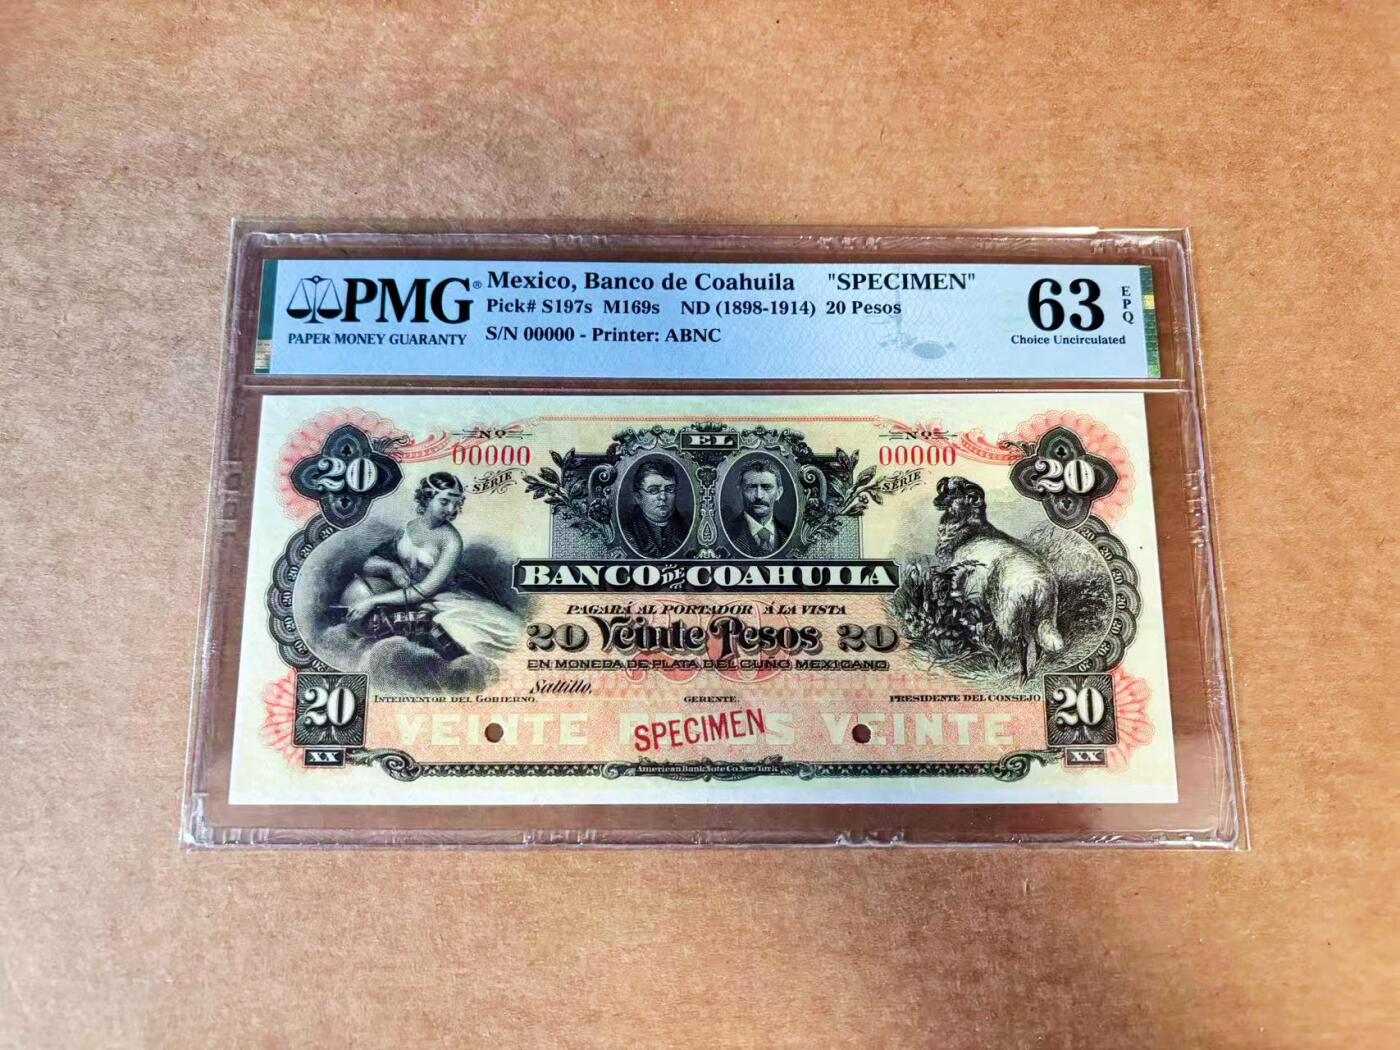 PMG®
PAPER MONEY GUARANTY
Mexico, Banco de Coahuila "SPECIMEN"
Pick# S197s M169s ND (1898-1914) 20 Pesos
S/N 00000 - Printer: ABNC
63
EPQ
Choice Uncirculated
EL
Nº
00000
SERIE
Nº
00000
SERIE
20
20
BANCO DE COAHUILA
PAGARÁ AL PORTADOR Á LA VISTA
20 Veinte Pesos 20
EN MONEDA DE PLATA DEL CUÑO MEXICANO
Saltillo,
INTERVENTOR DEL GOBIERNO.
GERENTE.
PRESIDENTE DEL CONSEJO
20
20
VEINTE PESOS VEINTE
SPECIMEN
XX
XX
American Bank Note Co. New York